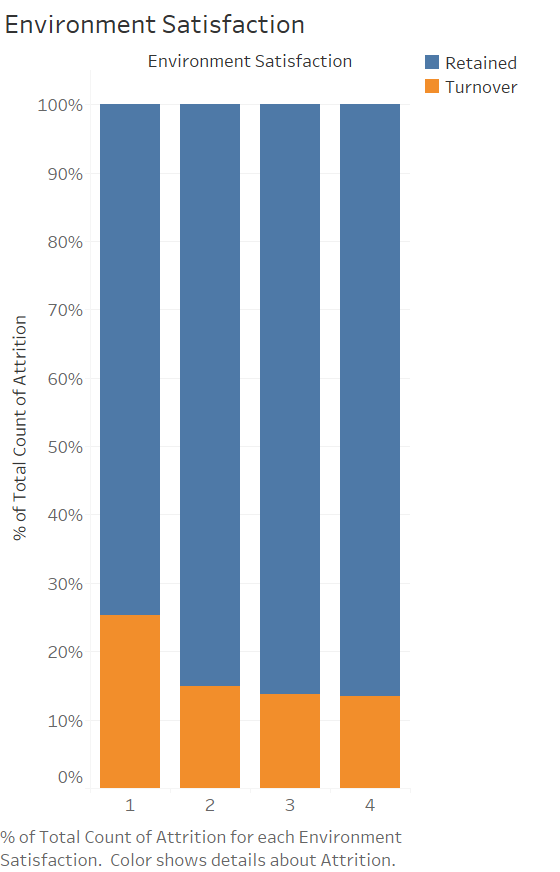 Environment Satisfaction
Environment Satisfaction
Retained
Turnover
% of Total Count of Attrition
100%
90%
80%
70%
60%
50%
40%
30%
20%
10%
0%
1 2 3 4
% of Total Count of Attrition for each Environment
Satisfaction.  Color shows details about Attrition.